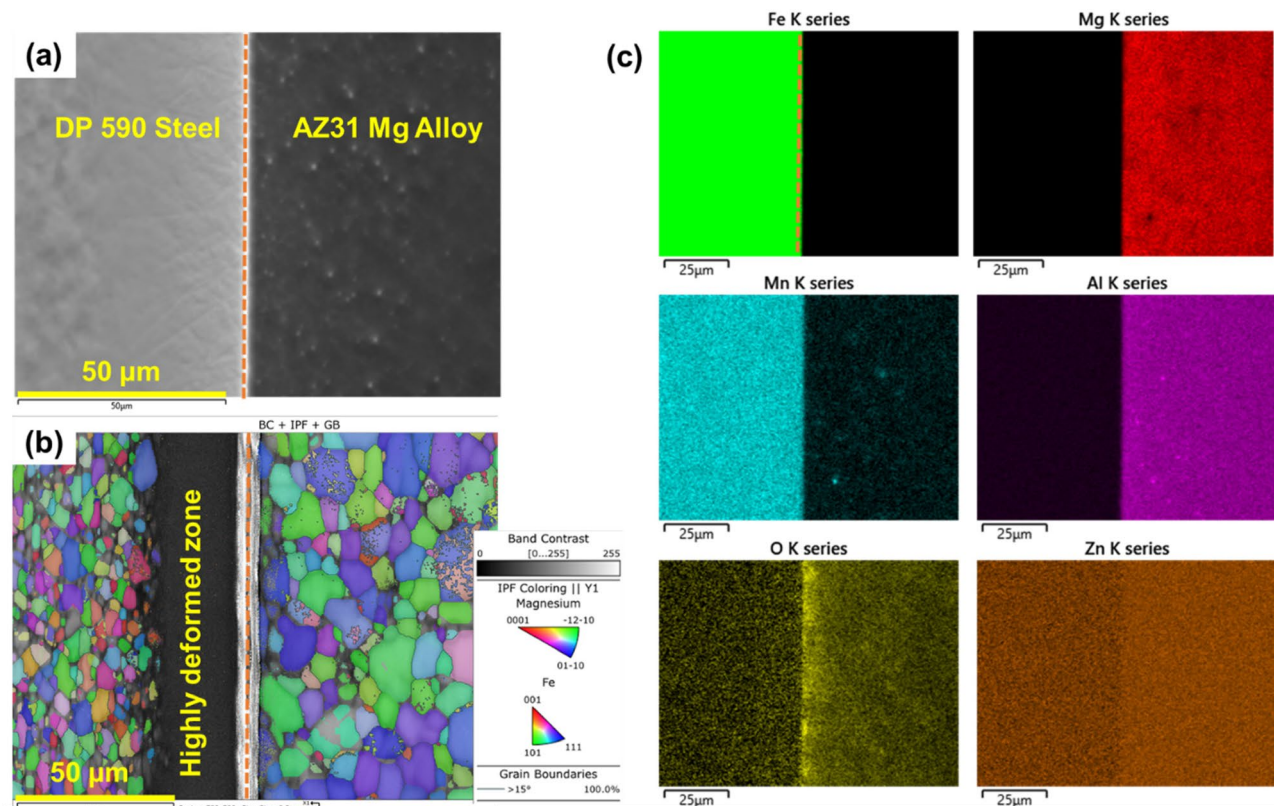 (a)
DP 590 Steel
AZ31 Mg Alloy
50 µm
50µm
(b)
BC + IPF + GB
Highly deformed zone
50 µm
Band Contrast
0 [0...255] 255
IPF Coloring || Y1
Magnesium
0001 -12-10
01-10
Fe
001
101 111
Grain Boundaries
>15° 100.0%
(c)
Fe K series
Mg K series
25µm
25µm
Mn K series
Al K series
25µm
25µm
O K series
Zn K series
25µm
25µm